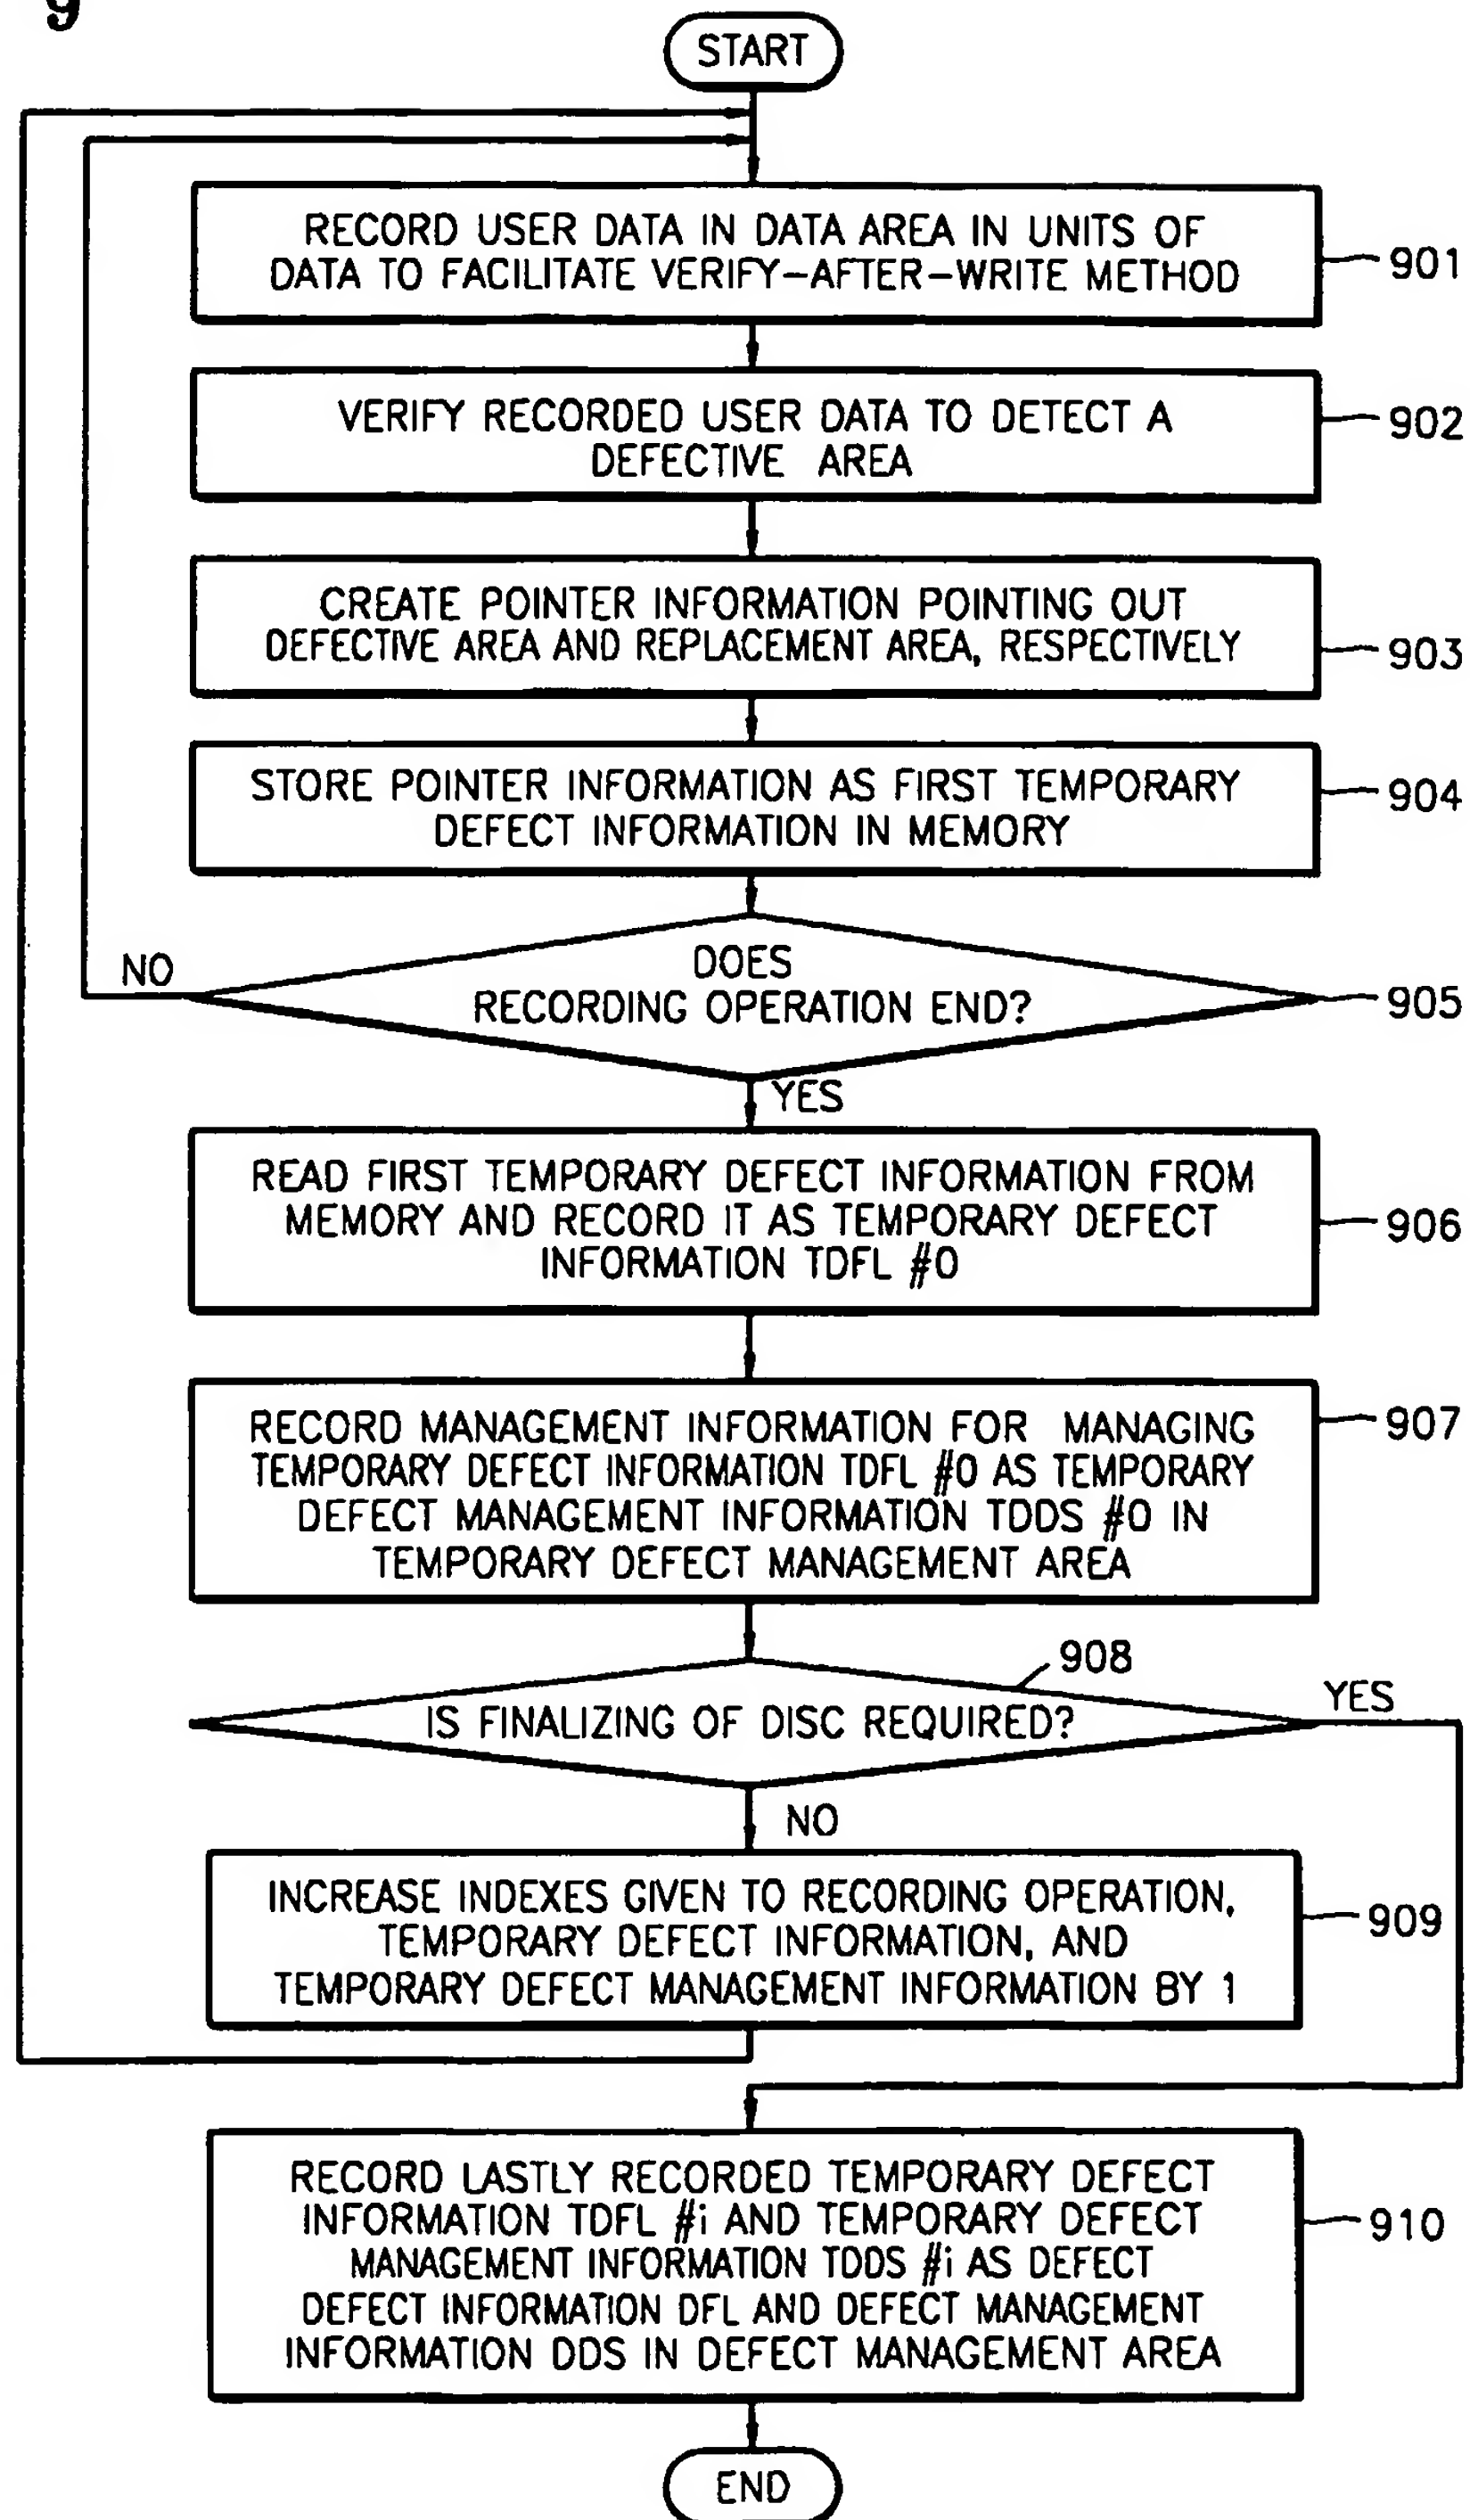 9
START
RECORD USER DATA IN DATA AREA IN UNITS OF
DATA TO FACILITATE VERIFY-AFTER-WRITE METHOD
901
VERIFY RECORDED USER DATA TO DETECT A
DEFECTIVE AREA
902
CREATE POINTER INFORMATION POINTING OUT
DEFECTIVE AREA AND REPLACEMENT AREA, RESPECTIVELY
903
STORE POINTER INFORMATION AS FIRST TEMPORARY
DEFECT INFORMATION IN MEMORY
904
NO
DOES
RECORDING OPERATION END?
905
YES
READ FIRST TEMPORARY DEFECT INFORMATION FROM
MEMORY AND RECORD IT AS TEMPORARY DEFECT
INFORMATION TDFL #0
906
RECORD MANAGEMENT INFORMATION FOR MANAGING
TEMPORARY DEFECT INFORMATION TDFL #0 AS TEMPORARY
DEFECT MANAGEMENT INFORMATION TDDS #0 IN
TEMPORARY DEFECT MANAGEMENT AREA
907
908
IS FINALIZING OF DISC REQUIRED?
YES
NO
INCREASE INDEXES GIVEN TO RECORDING OPERATION,
TEMPORARY DEFECT INFORMATION, AND
TEMPORARY DEFECT MANAGEMENT INFORMATION BY 1
909
RECORD LASTLY RECORDED TEMPORARY DEFECT
INFORMATION TDFL #i AND TEMPORARY DEFECT
MANAGEMENT INFORMATION TDDS #i AS DEFECT
DEFECT INFORMATION DFL AND DEFECT MANAGEMENT
INFORMATION DDS IN DEFECT MANAGEMENT AREA
910
END